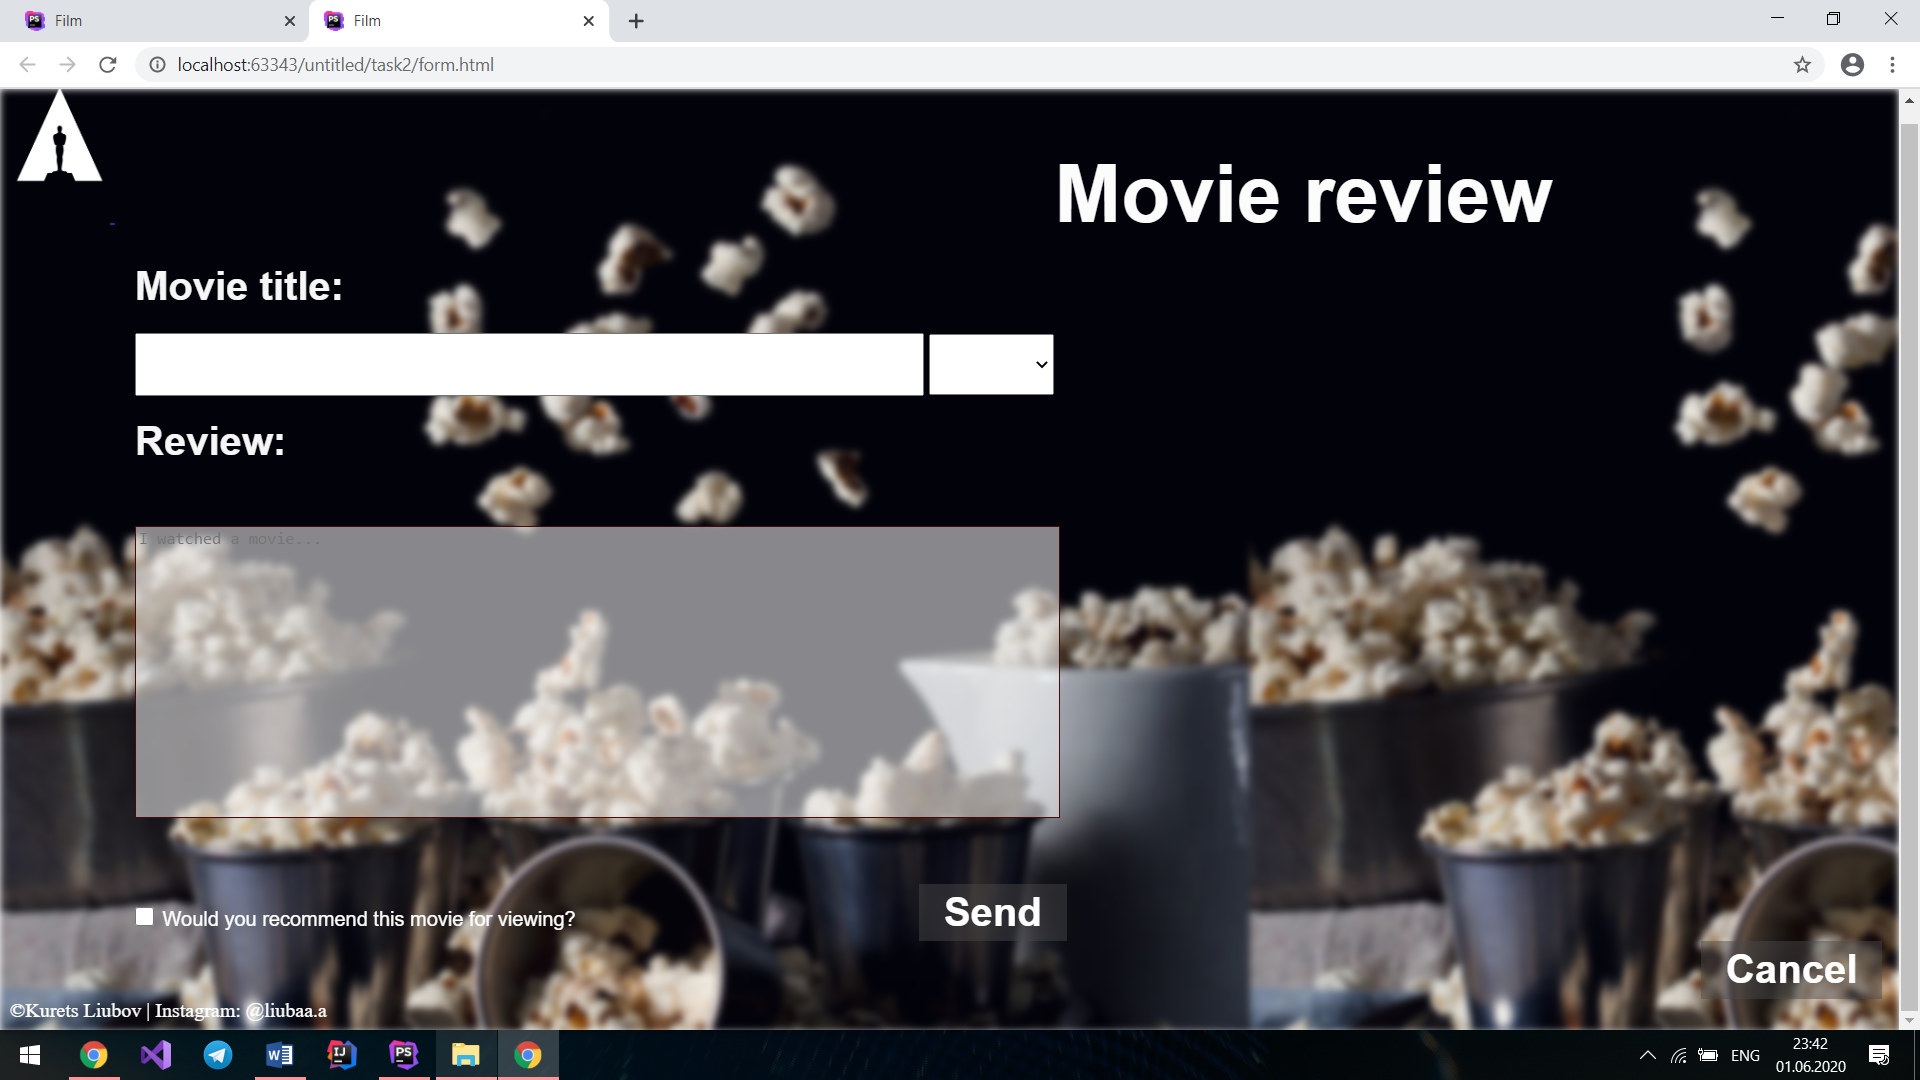 Film
Film
localhost:63343/untitled/task2/form.html
Movie review
Movie title:
Review:
I watched a movie...
Would you recommend this movie for viewing?
Send
Cancel
©Kurets Liubov | Instagram: @liubaa.a
ENG
23:42
01.06.2020